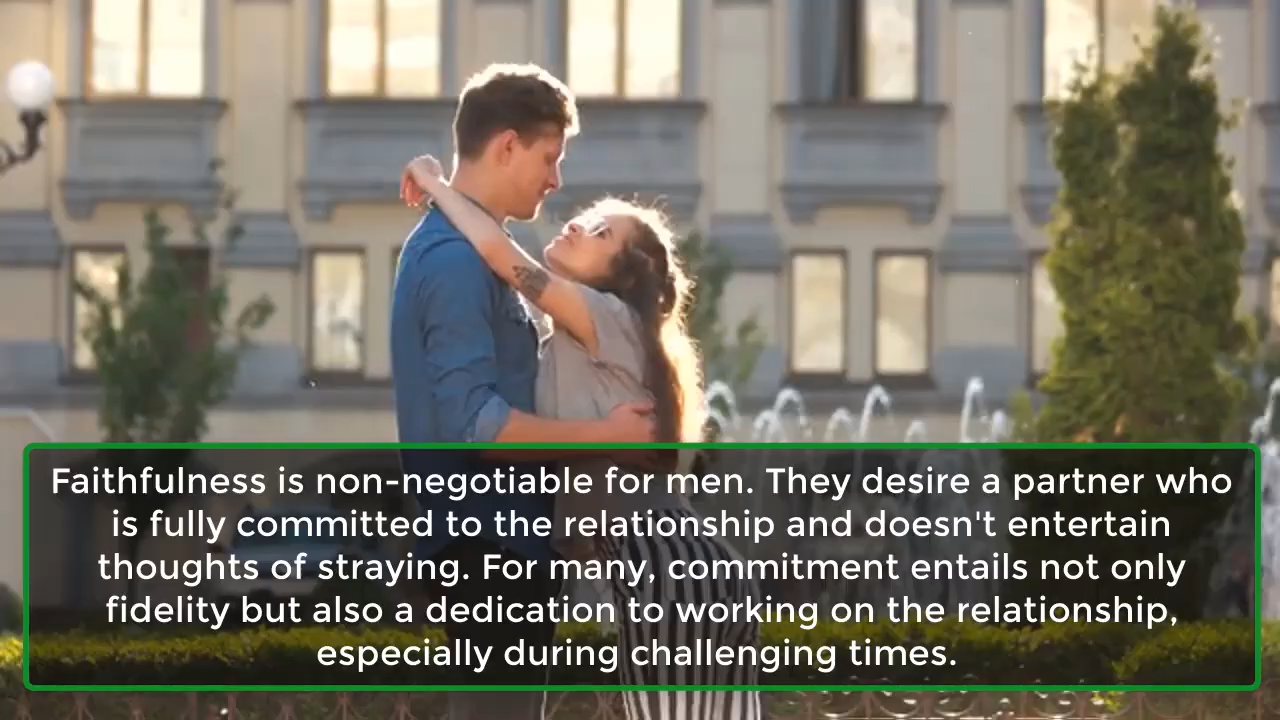 Faithfulness is non-negotiable for men. They desire a partner who
is fully committed to the relationship and doesn't entertain
thoughts of straying. For many, commitment entails not only
fidelity but also a dedication to working on the relationship,
especially during challenging times.